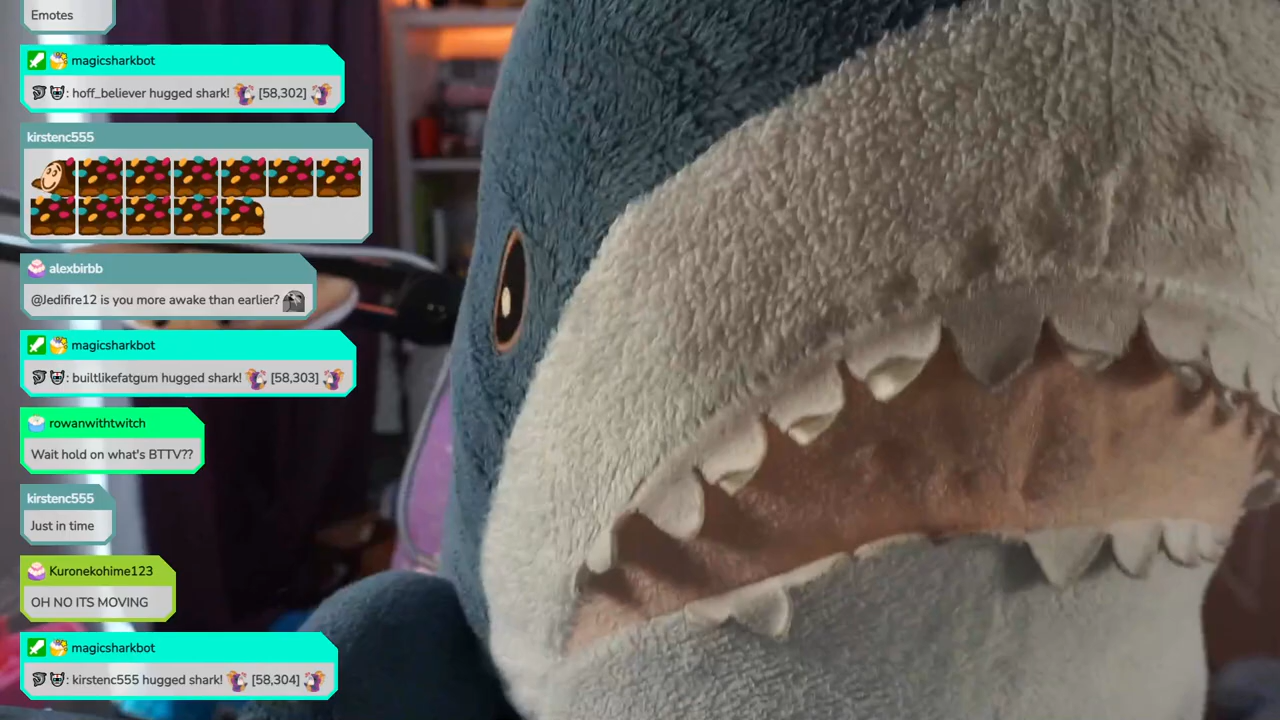 Emotes
magicsharkbot
: hoff_believer hugged shark! [58,302]
kirstenc555
alexbirbb
@Jedifire12 is you more awake than earlier?
magicsharkbot
: builtlikefatgum hugged shark! [58,303]
rowanwithtwitch
Wait hold on what's BTTV??
kirstenc555
Just in time
Kuronekohime123
OH NO ITS MOVING
magicsharkbot
: kirstenc555 hugged shark! [58,304]